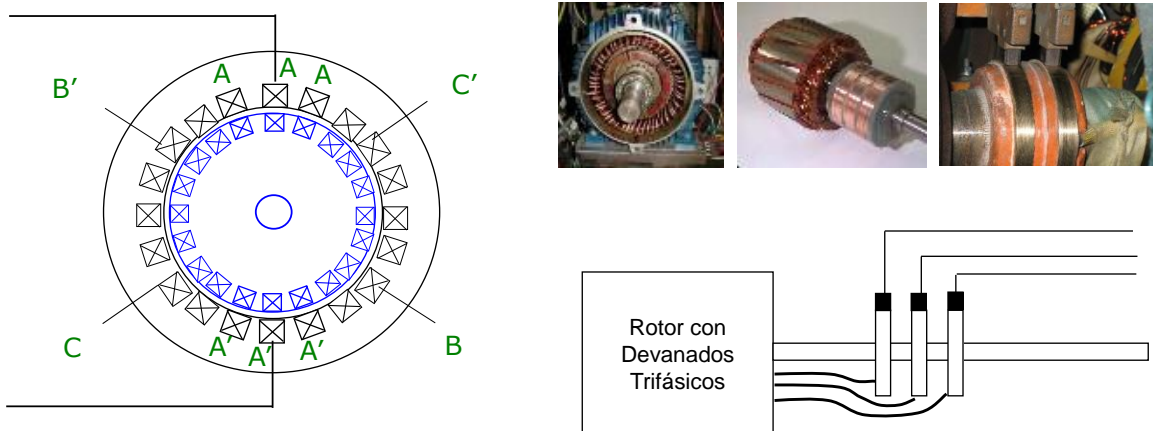 A A A
B′ C′
C B
A′ A′ A′
Rotor con
Devanados
Trifásicos